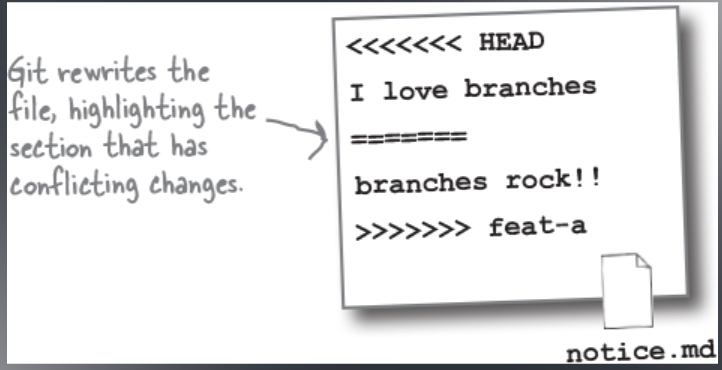 Git rewrites the
file, highlighting the
section that has
conflicting changes.
<<<<<<< HEAD
I love branches
=======
branches rock!!
>>>>>>> feat-a
notice.md